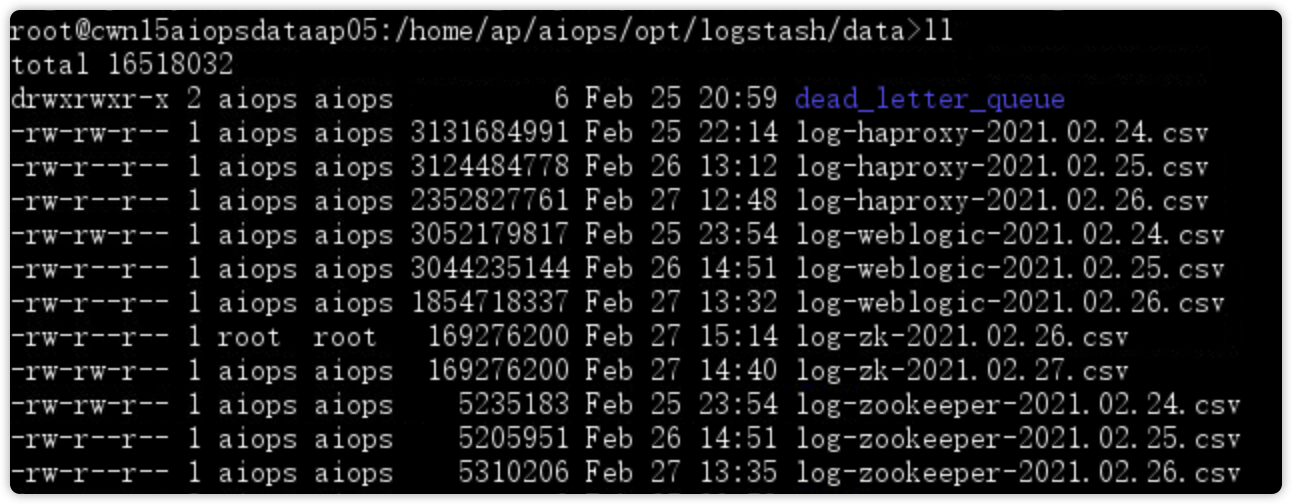 root@cwn15aiopsdataap05:/home/ap/aiops/opt/logstash/data>ll
total 16518032
drwxrwxr-x 2 aiops aiops 6 Feb 25 20:59 dead_letter_queue
-rw-rw-r-- 1 aiops aiops 3131684991 Feb 25 22:14 log-haproxy-2021.02.24.csv
-rw-r--r-- 1 aiops aiops 3124484778 Feb 26 13:12 log-haproxy-2021.02.25.csv
-rw-r--r-- 1 aiops aiops 2352827761 Feb 27 12:48 log-haproxy-2021.02.26.csv
-rw-rw-r-- 1 aiops aiops 3052179817 Feb 25 23:54 log-weblogic-2021.02.24.csv
-rw-r--r-- 1 aiops aiops 3044235144 Feb 26 14:51 log-weblogic-2021.02.25.csv
-rw-r--r-- 1 aiops aiops 1854718337 Feb 27 13:32 log-weblogic-2021.02.26.csv
-rw-r--r-- 1 root root 169276200 Feb 27 15:14 log-zk-2021.02.26.csv
-rw-rw-r-- 1 aiops aiops 169276200 Feb 27 14:40 log-zk-2021.02.27.csv
-rw-rw-r-- 1 aiops aiops 5235183 Feb 25 23:54 log-zookeeper-2021.02.24.csv
-rw-r--r-- 1 aiops aiops 5205951 Feb 26 14:51 log-zookeeper-2021.02.25.csv
-rw-r--r-- 1 aiops aiops 5310206 Feb 27 13:35 log-zookeeper-2021.02.26.csv